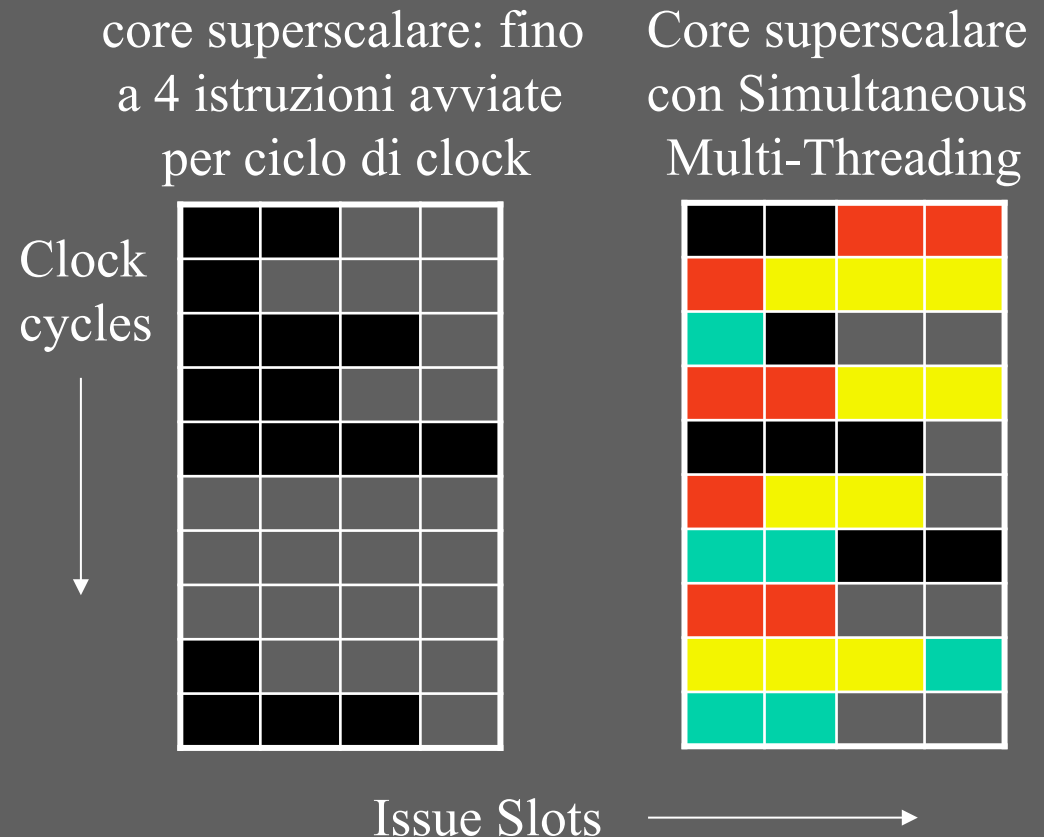 core superscalare: fino
a 4 istruzioni avviate
per ciclo di clock
Core superscalare
con Simultaneous
Multi-Threading
Clock
cycles
Issue Slots